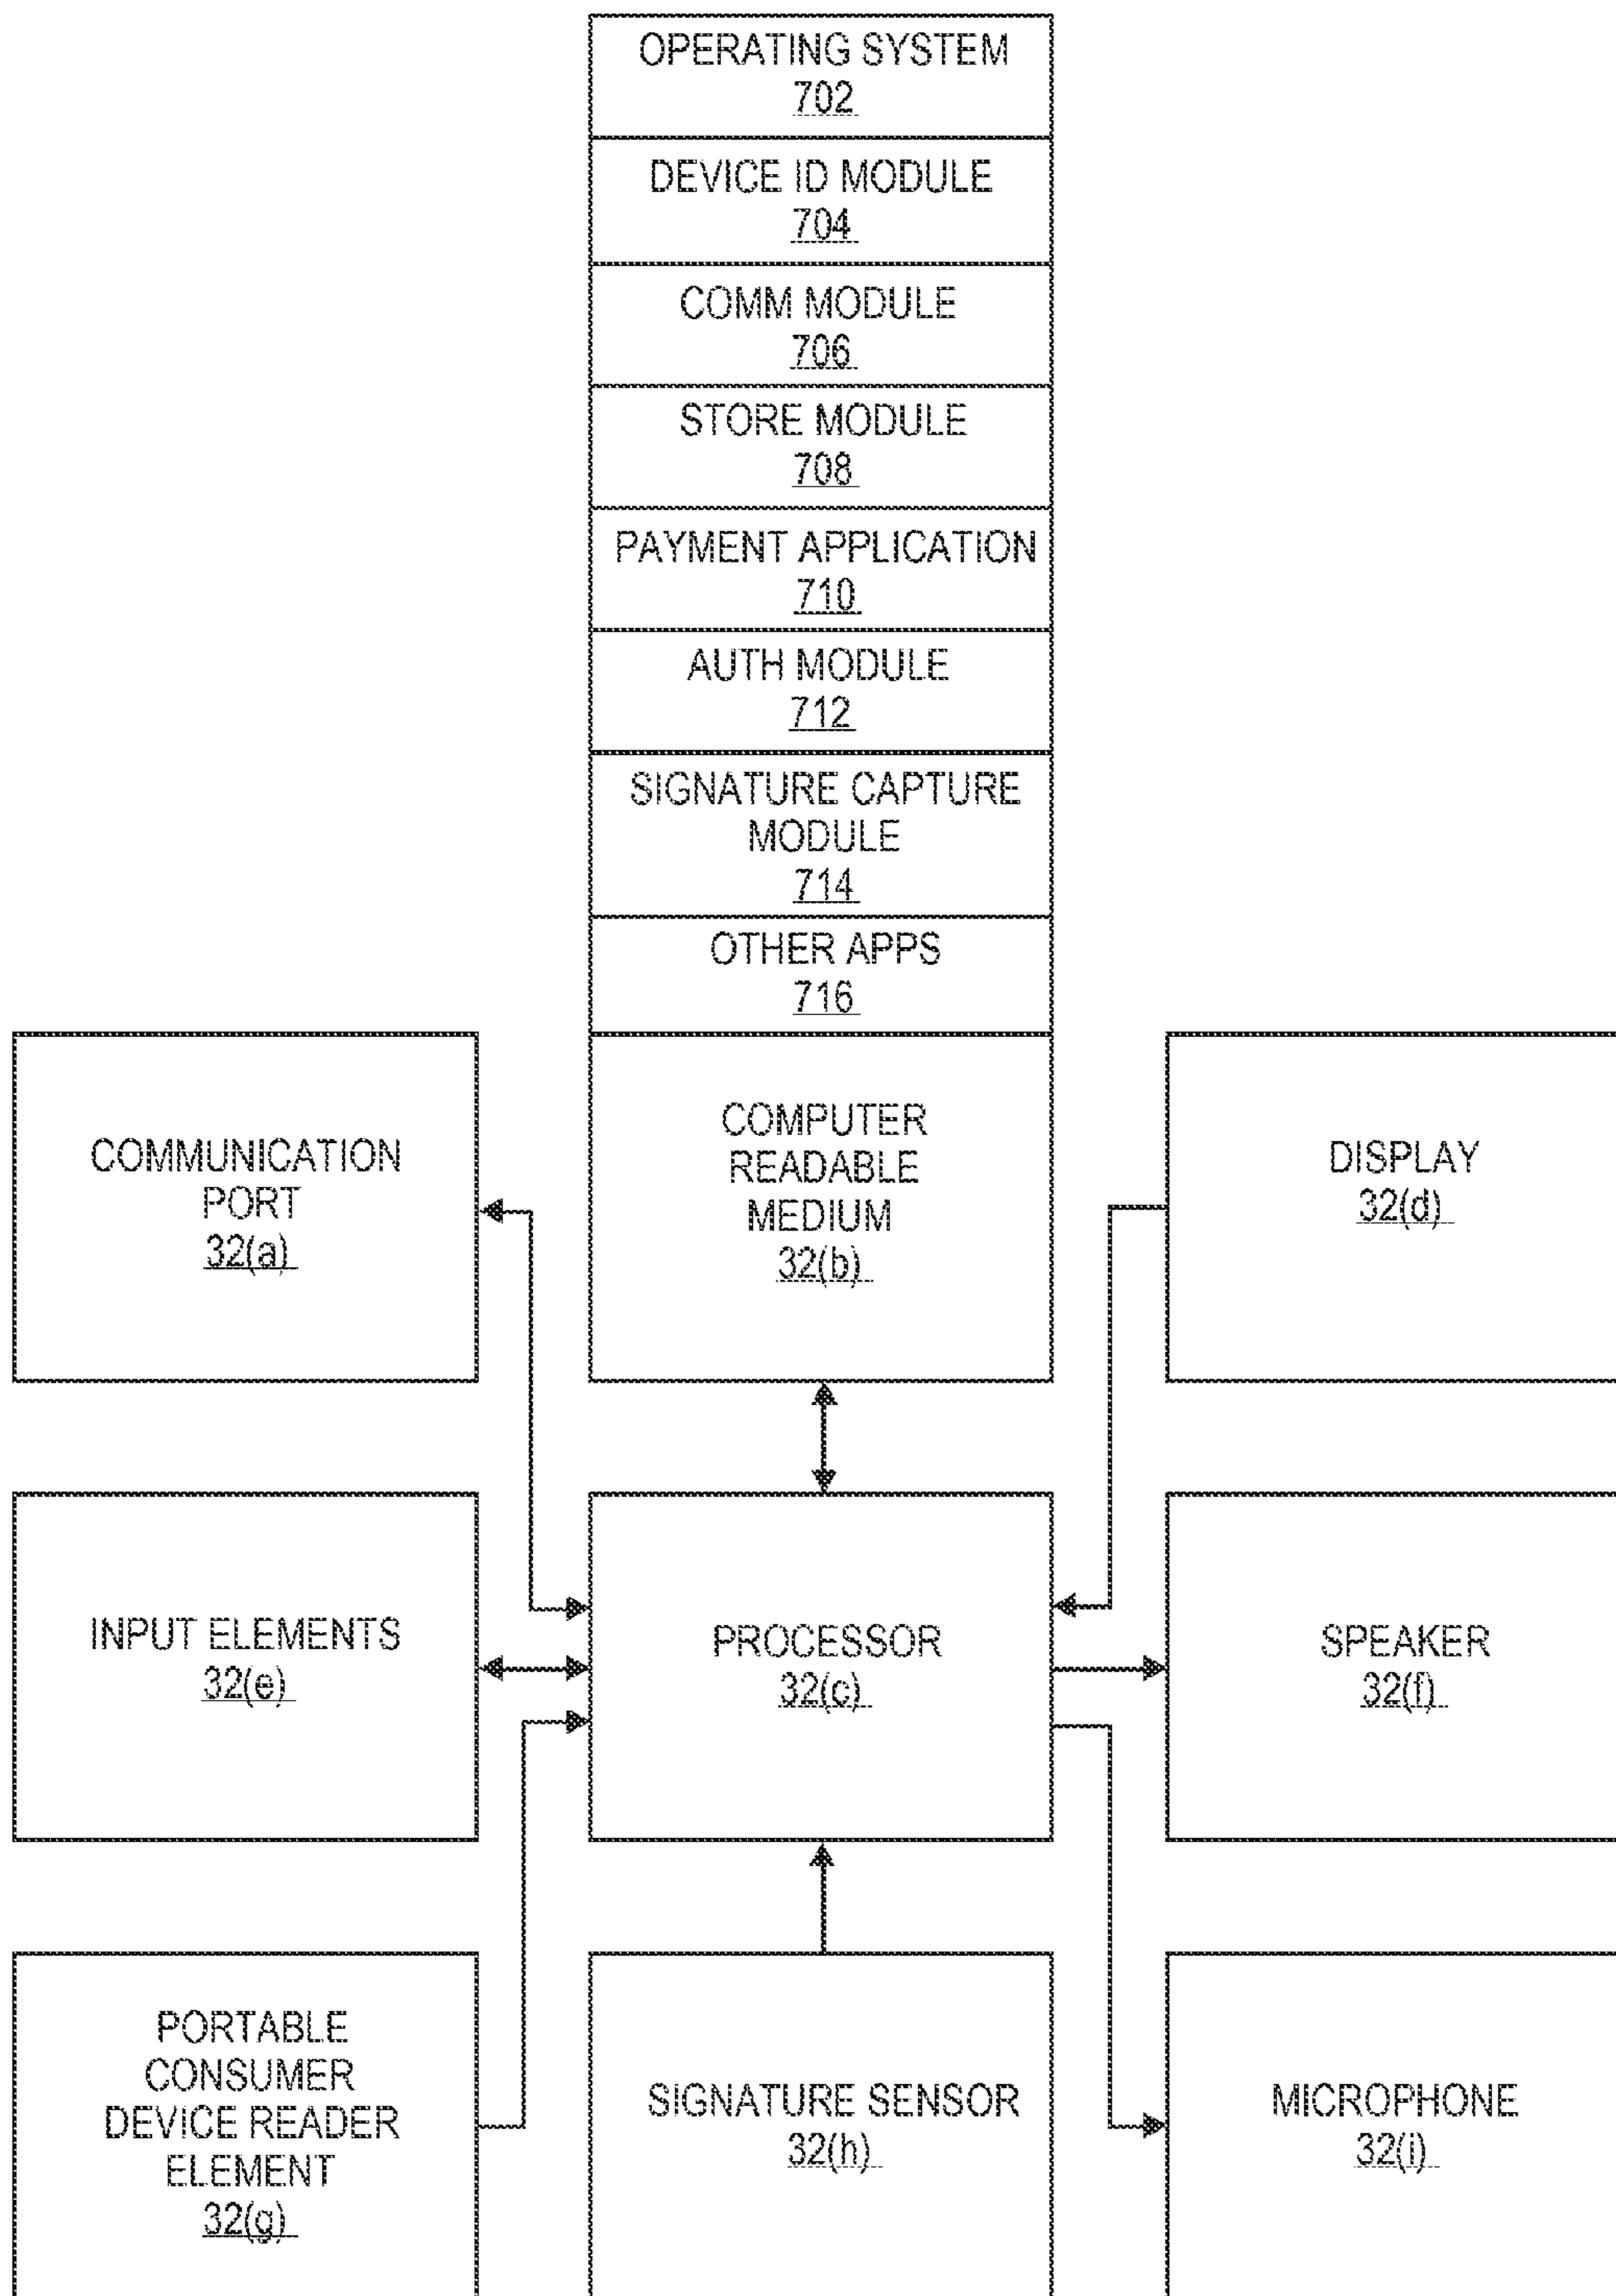 OPERATING SYSTEM
702
DEVICE ID MODULE
704
COMM MODULE
706
STORE MODULE
708
PAYMENT APPLICATION
710
AUTH MODULE
712
SIGNATURE CAPTURE
MODULE
714
OTHER APPS
716
COMMUNICATION
PORT
32(a)
COMPUTER
READABLE
MEDIUM
32(b)
DISPLAY
32(d)
INPUT ELEMENTS
32(e)
PROCESSOR
32(c)
SPEAKER
32(f)
PORTABLE
CONSUMER
DEVICE READER
ELEMENT
32(g)
SIGNATURE SENSOR
32(h)
MICROPHONE
32(i)